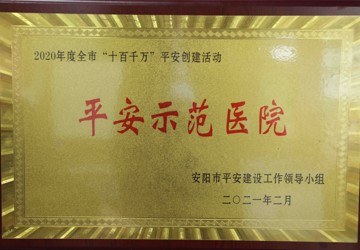 2020年度全市“十百千万”平安创建活动
平安示范医院
安阳市平安建设工作领导小组
二〇二一年二月